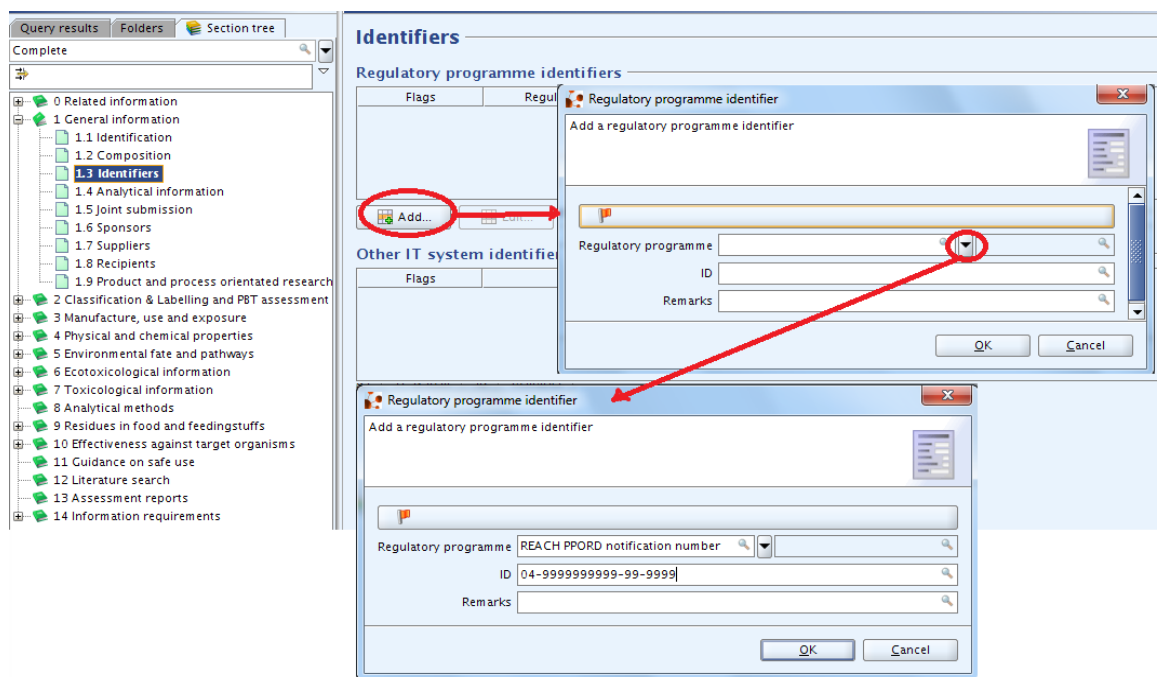 Query results
Folders
Section tree
Complete
0 Related information
1 General information
1.1 Identification
1.2 Composition
1.3 Identifiers
1.4 Analytical information
1.5 Joint submission
1.6 Sponsors
1.7 Suppliers
1.8 Recipients
1.9 Product and process orientated research
2 Classification & Labelling and PBT assessment
3 Manufacture, use and exposure
4 Physical and chemical properties
5 Environmental fate and pathways
6 Ecotoxicological information
7 Toxicological information
8 Analytical methods
9 Residues in food and feedingstuffs
10 Effectiveness against target organisms
11 Guidance on safe use
12 Literature search
13 Assessment reports
14 Information requirements
Identifiers
Regulatory programme identifiers
Flags
Regul
Add...
Edit...
Other IT system identifier
Flags
Regulatory programme identifier
Add a regulatory programme identifier
Regulatory programme
ID
Remarks
OK
Cancel
Regulatory programme identifier
Add a regulatory programme identifier
Regulatory programme REACH PPORD notification number
ID 04-9999999999-99-9999
Remarks
OK
Cancel